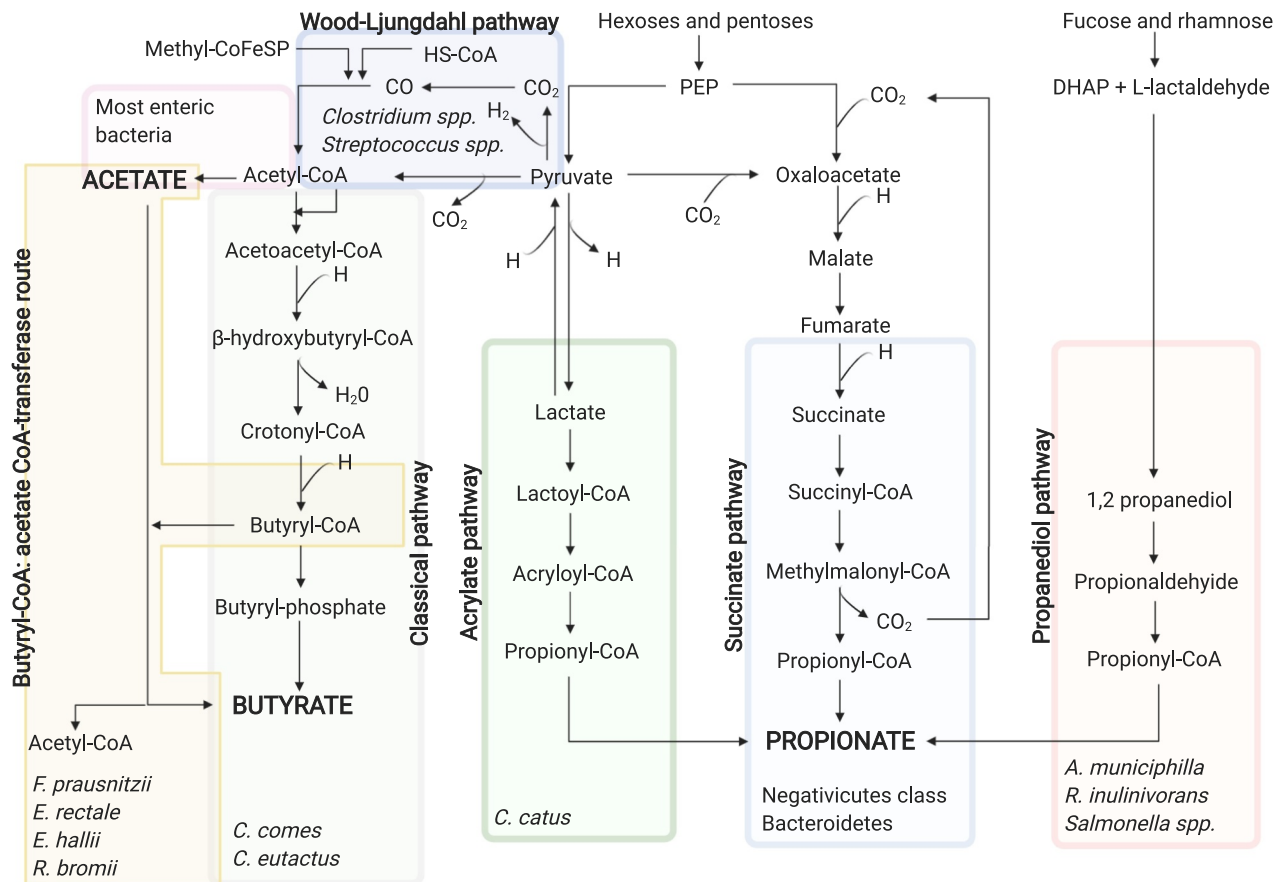 Wood-Ljungdahl pathway
Hexoses and pentoses
Fucose and rhamnose
Methyl-CoFeSP
HS-CoA
CO
CO₂
PEP
CO₂
DHAP + L-lactaldehyde
Most enteric
bacteria
H₂
Clostridium spp.
Streptococcus spp.
ACETATE
Acetyl-CoA
Pyruvate
Oxaloacetate
CO₂
CO₂
H
Acetoacetyl-CoA
H
H
H
Malate
β-hydroxybutyryl-CoA
Fumarate
H
H₂0
Crotonyl-CoA
H
Butyryl-CoA
Butyryl-phosphate
BUTYRATE
Butyryl-CoA: acetate CoA-transferase route
Classical pathway
Acetyl-CoA
F. prausnitzii
E. rectale
E. hallii
R. bromii
C. comes
C. eutactus
Acrylate pathway
Lactate
Lactoyl-CoA
Acryloyl-CoA
Propionyl-CoA
C. catus
Succinate pathway
Succinate
Succinyl-CoA
Methylmalonyl-CoA
CO₂
Propionyl-CoA
PROPIONATE
Negativicutes class
Bacteroidetes
Propanediol pathway
1,2 propanediol
Propionaldehyide
Propionyl-CoA
A. municiphilla
R. inulinivorans
Salmonella spp.